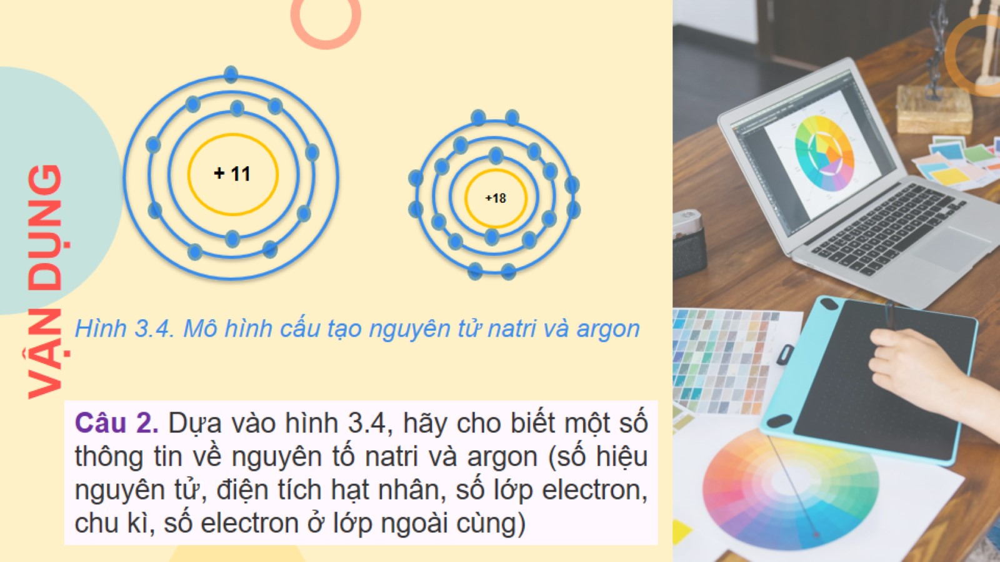 VẬN DỤNG
+ 11
+18
Hình 3.4. Mô hình cấu tạo nguyên tử natri và argon
Câu 2. Dựa vào hình 3.4, hãy cho biết một số
thông tin về nguyên tố natri và argon (số hiệu
nguyên tử, điện tích hạt nhân, số lớp electron,
chu kì, số electron ở lớp ngoài cùng)